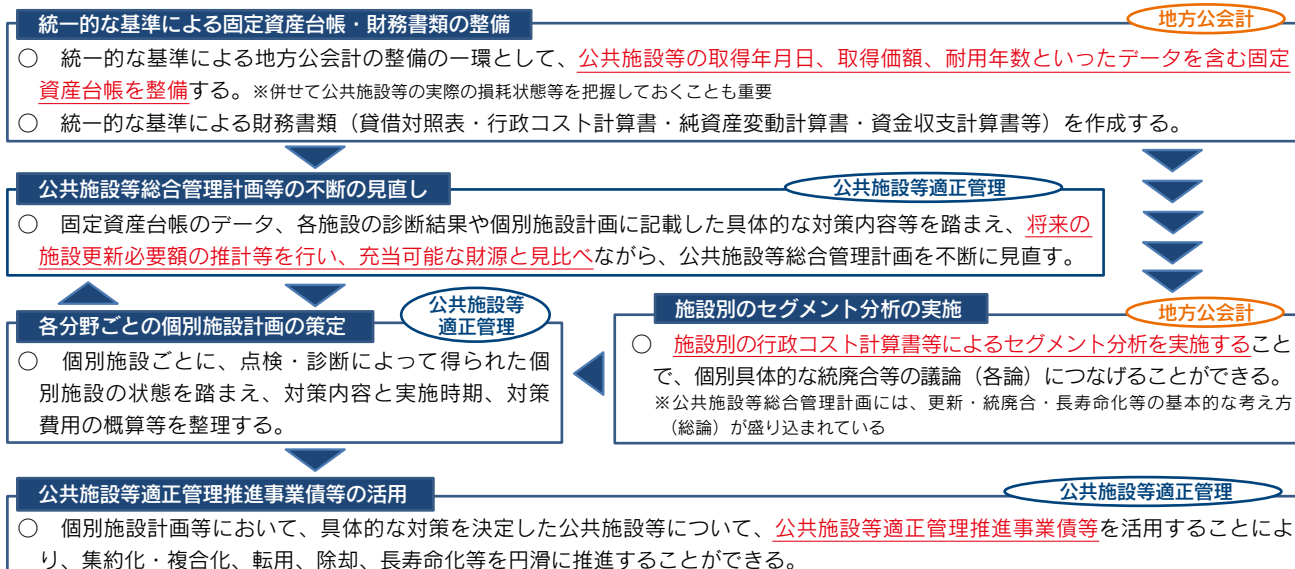 統一的な基準による固定資産台帳・財務書類の整備
地方公会計
○　統一的な基準による地方公会計の整備の一環として、公共施設等の取得年月日、取得価額、耐用年数といったデータを含む固定
資産台帳を整備する。※併せて公共施設等の実際の損耗状態等を把握しておくことも重要
○　統一的な基準による財務書類（貸借対照表・行政コスト計算書・純資産変動計算書・資金収支計算書等）を作成する。
公共施設等総合管理計画等の不断の見直し
公共施設等適正管理
○　固定資産台帳のデータ、各施設の診断結果や個別施設計画に記載した具体的な対策内容等を踏まえ、将来の
施設更新必要額の推計等を行い、充当可能な財源と見比べながら、公共施設等総合管理計画を不断に見直す。
各分野ごとの個別施設計画の策定
公共施設等
適正管理
○　個別施設ごとに、点検・診断によって得られた個
別施設の状態を踏まえ、対策内容と実施時期、対策
費用の概算等を整理する。
施設別のセグメント分析の実施
地方公会計
○　施設別の行政コスト計算書等によるセグメント分析を実施すること
で、個別具体的な統廃合等の議論（各論）につなげることができる。
※公共施設等総合管理計画には、更新・統廃合・長寿命化等の基本的な考え方
（総論）が盛り込まれている
公共施設等適正管理推進事業債等の活用
公共施設等適正管理
○　個別施設計画等において、具体的な対策を決定した公共施設等について、公共施設等適正管理推進事業債等を活用することによ
り、集約化・複合化、転用、除却、長寿命化等を円滑に推進することができる。